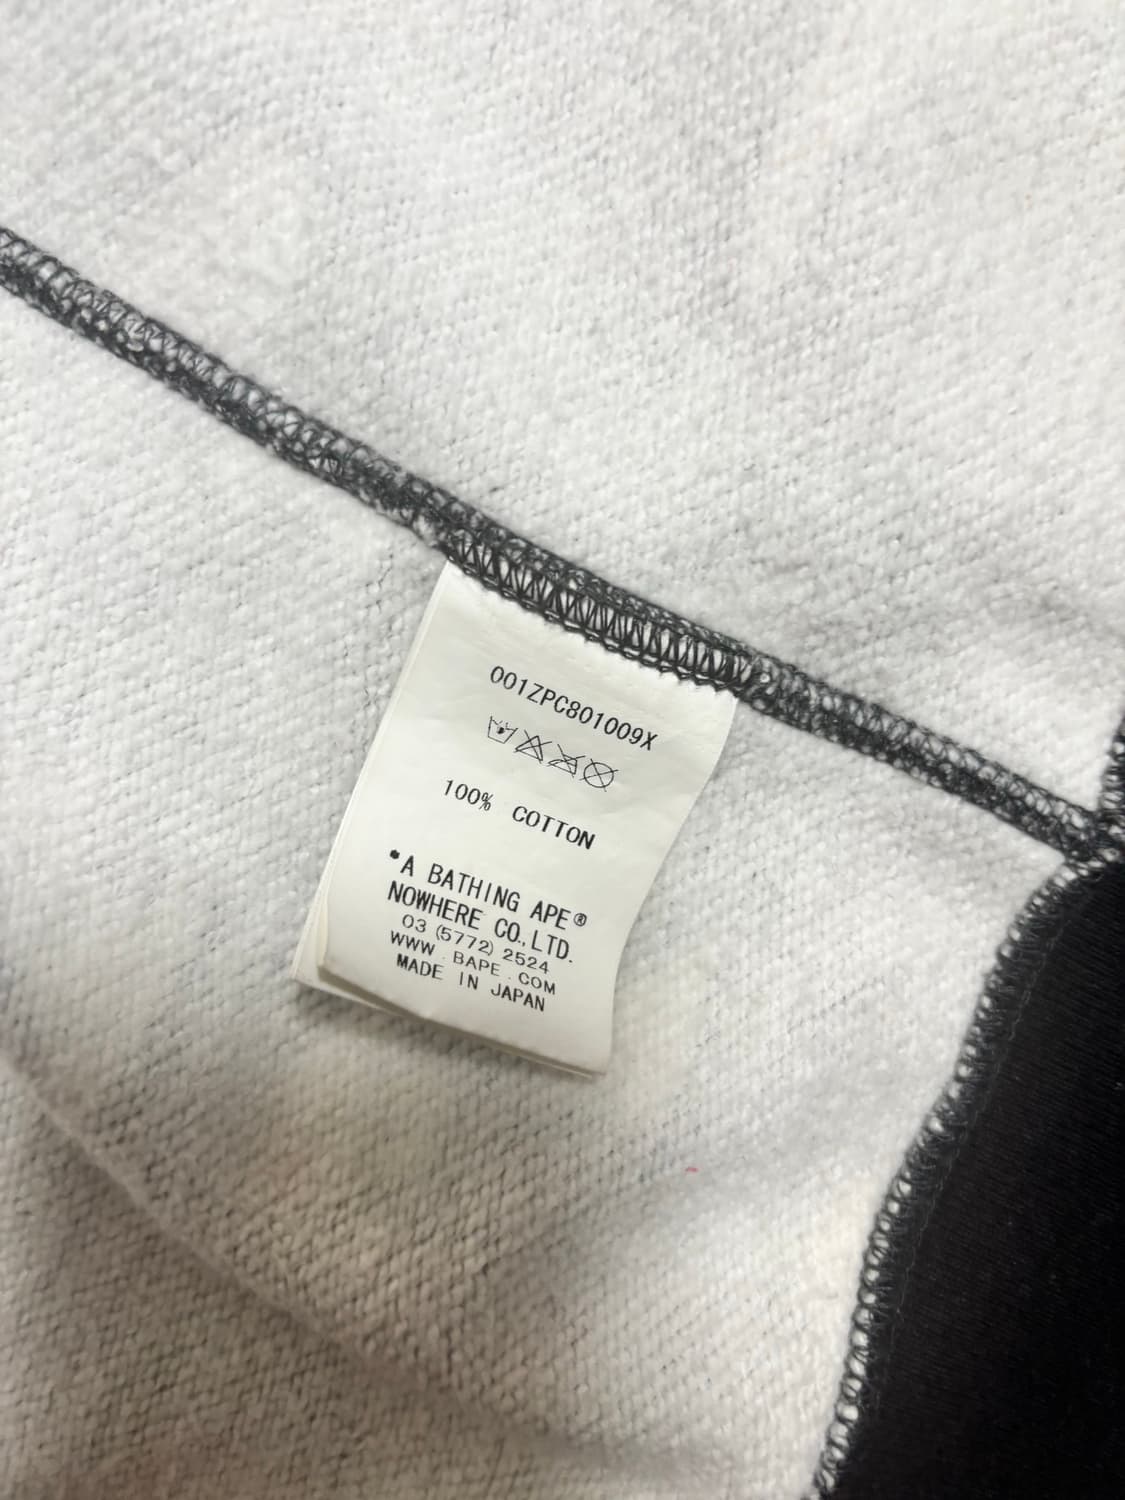 001ZPC801009X
100% COTTON
*A BATHING APE®
NOWHERE CO.,LTD.
03 (5772) 2524
WWW.BAPE.COM
MADE IN JAPAN